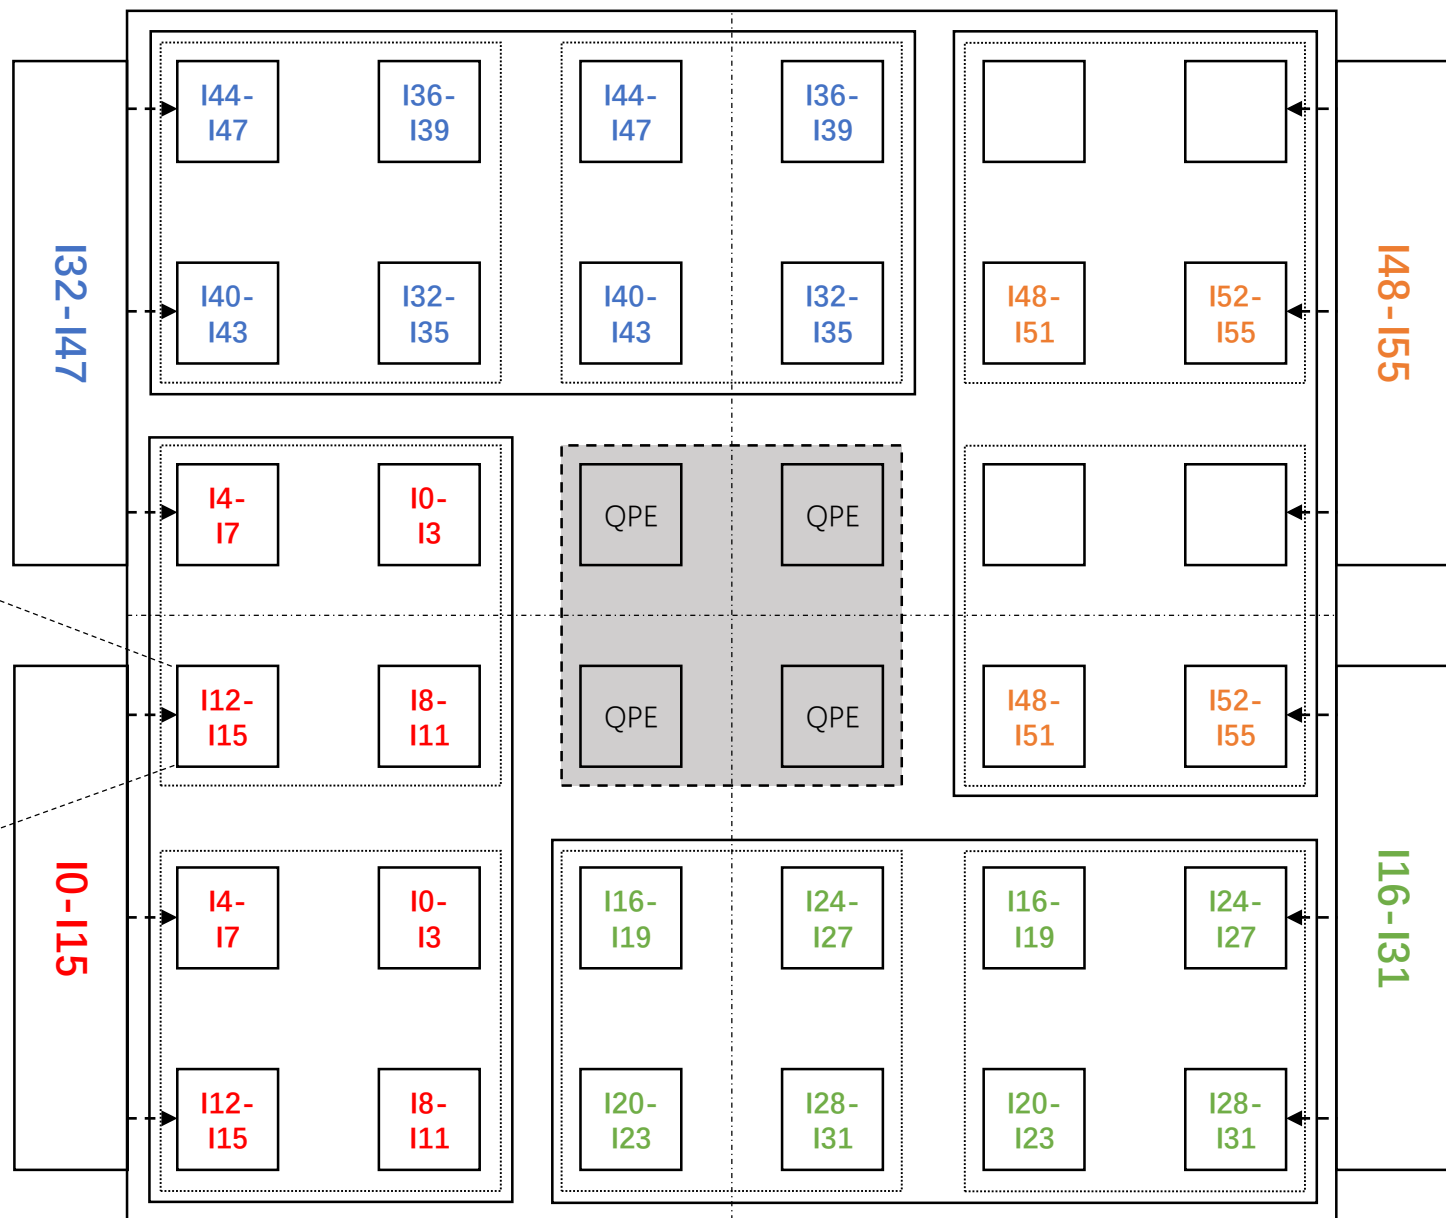 I44-
I47
I36-
I39
I44-
I47
I36-
I39
I32-I47
I40-
I43
I32-
I35
I40-
I43
I32-
I35
I48-
I51
I52-
I55
I48-I55
I4-
I7
I0-
I3
QPE
QPE
I12-
I15
I8-
I11
QPE
QPE
I48-
I51
I52-
I55
I0-I15
I4-
I7
I0-
I3
I16-
I19
I24-
I27
I16-
I19
I24-
I27
I16-I31
I12-
I15
I8-
I11
I20-
I23
I28-
I31
I20-
I23
I28-
I31